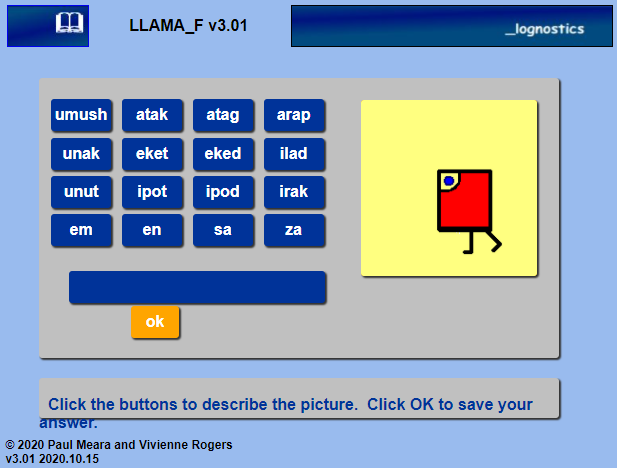 LLAMA_F v3.01
_lognostics
umush atak atag arap
unak eket eked ilad
unut ipot ipod irak
em en sa za
ok
Click the buttons to describe the picture.  Click OK to save your
answer.
© 2020 Paul Meara and Vivienne Rogers
v3.01 2020.10.15